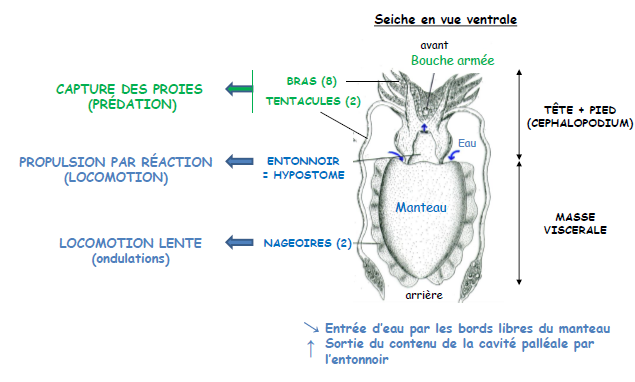 Seiche en vue ventrale
avant
Bouche armée
BRAS (8)
CAPTURE DES PROIES
(PRÉDATION)
TENTACULES (2)
TÊTE + PIED
(CEPHALOPODIUM)
Eau
PROPULSION PAR RÉACTION
(LOCOMOTION)
ENTONNOIR
= HYPOSTOME
Manteau
MASSE
VISCERALE
LOCOMOTION LENTE
(ondulations)
NAGEOIRES (2)
arrière
Entrée d'eau par les bords libres du manteau
Sortie du contenu de la cavité palléale par
l'entonnoir